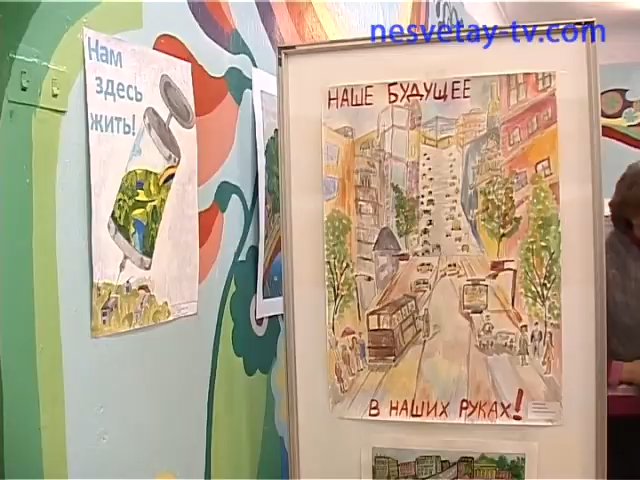 nesvetay-tv.com
Нам
здесь
жить!
НАШЕ БУДУЩЕЕ
В НАШИХ РУКАХ!